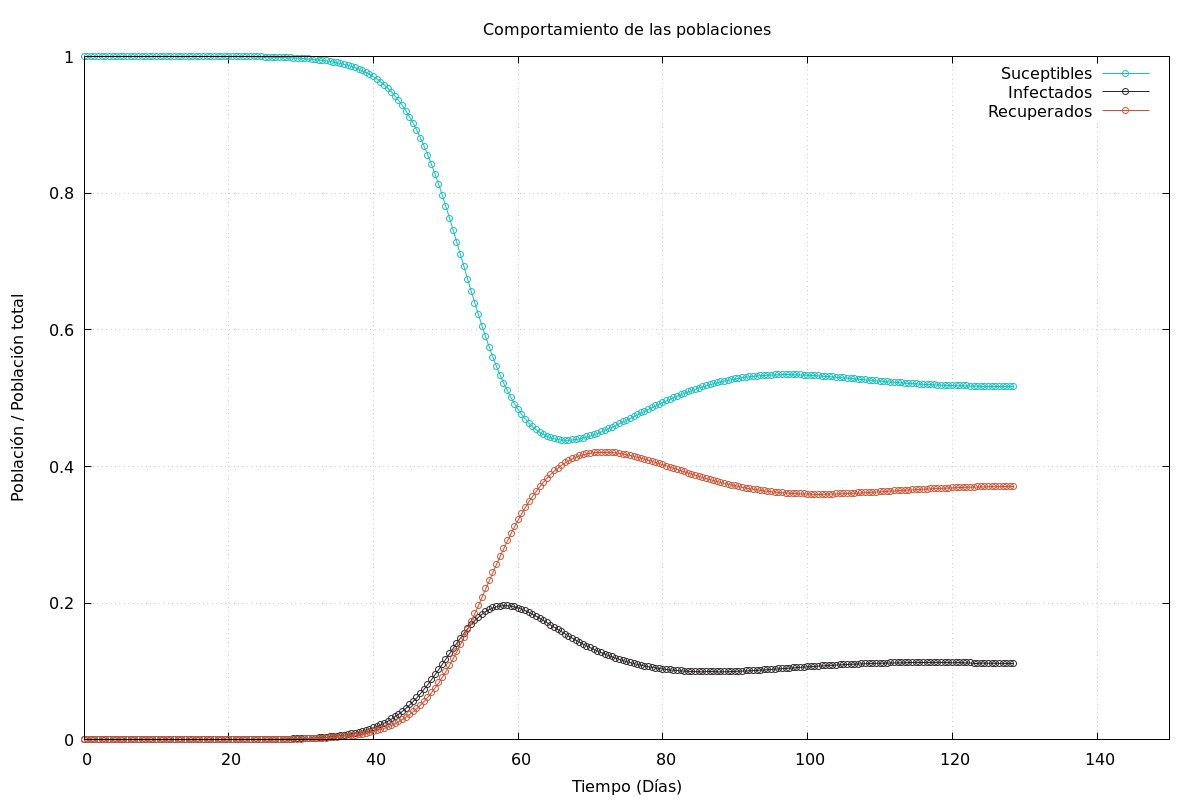 Comportamiento de las poblaciones
Suceptibles
Infectados
Recuperados
Población / Población total
1
0.8
0.6
0.4
0.2
0
0 20 40 60 80 100 120 140
Tiempo (Días)